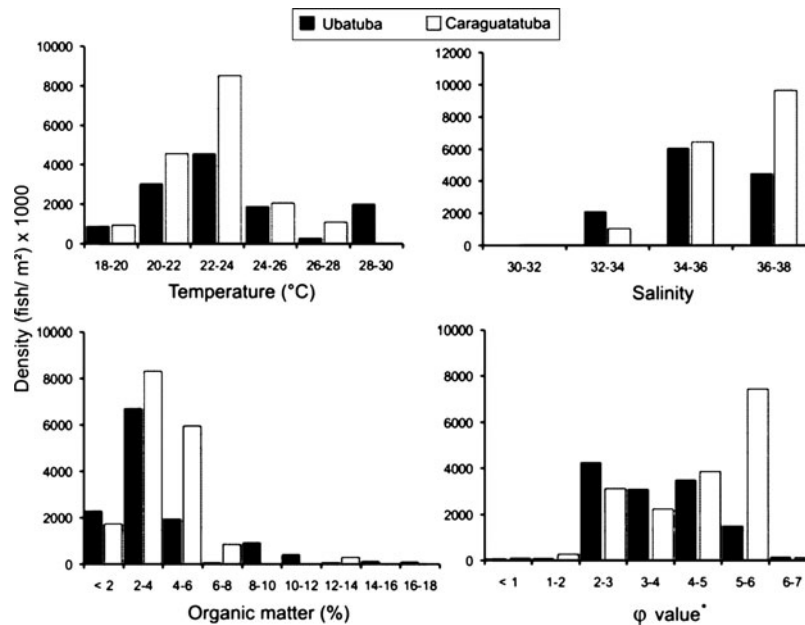 Ubatuba Caraguatatuba
Density (fish/ m²) x 1000
10000
8000
6000
4000
2000
0
18-20 20-22 22-24 24-26 26-28 28-30
Temperature (°C)
12000
10000
8000
6000
4000
2000
0
30-32 32-34 34-36 36-38
Salinity
10000
8000
6000
4000
2000
0
< 2 2-4 4-6 6-8 8-10 10-12 12-14 14-16 16-18
Organic matter (%)
10000
8000
6000
4000
2000
0
< 1 1-2 2-3 3-4 4-5 5-6 6-7
φ value*